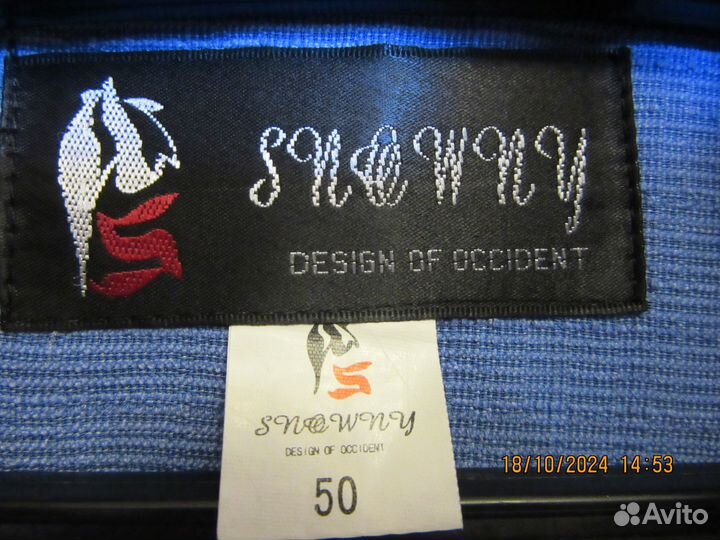 SNOWNY
DESIGN OF OCCIDENT
SNOWNY
DESIGN OF OCCIDENT
50
18/10/2024 14:53
Avito